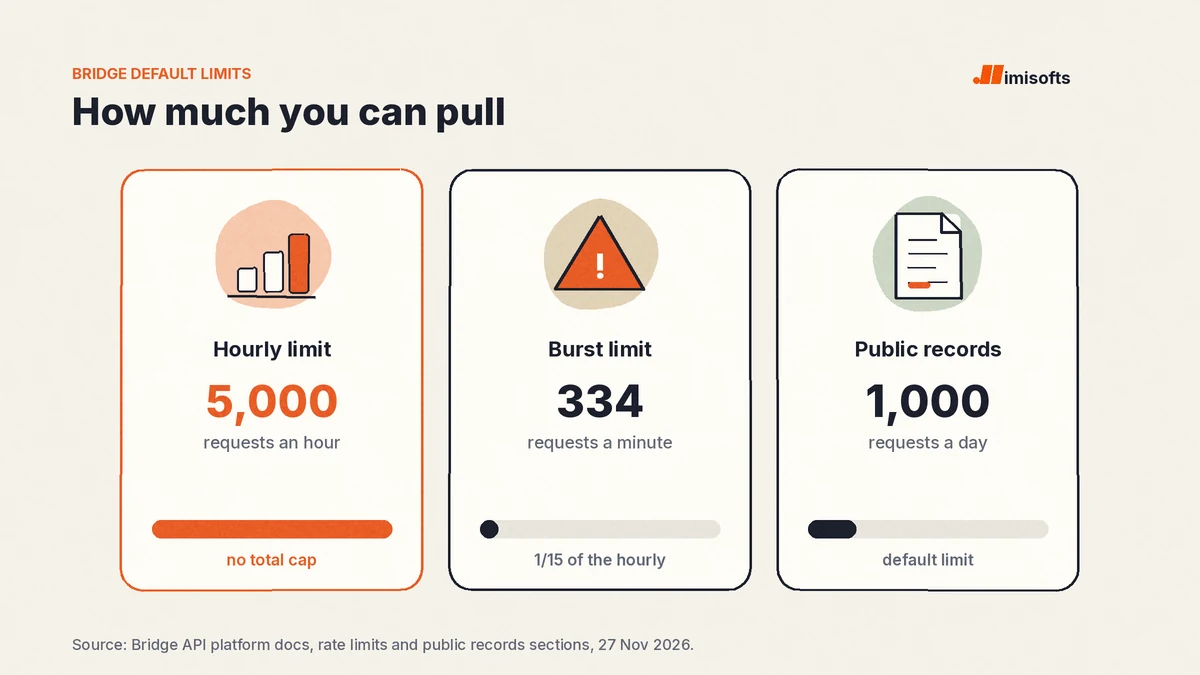 BRIDGE DEFAULT LIMITS
imisofts
How much you can pull
Hourly limit
5,000
requests an hour
no total cap
!
Burst limit
334
requests a minute
1/15 of the hourly
Public records
1,000
requests a day
default limit
Source: Bridge API platform docs, rate limits and public records sections, 27 Nov 2026.